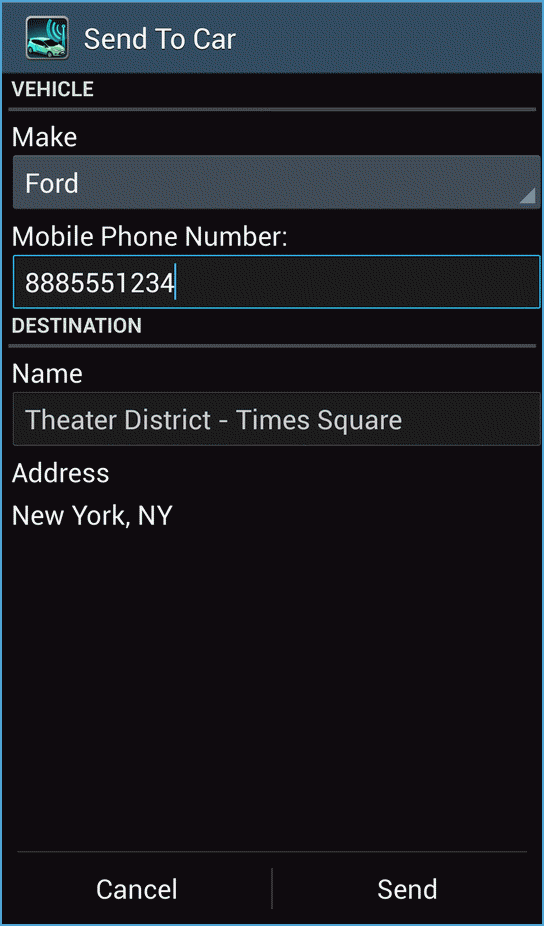 Send To Car
VEHICLE
Make
Ford
Mobile Phone Number:
8885551234
DESTINATION
Name
Theater District - Times Square
Address
New York, NY
Cancel Send